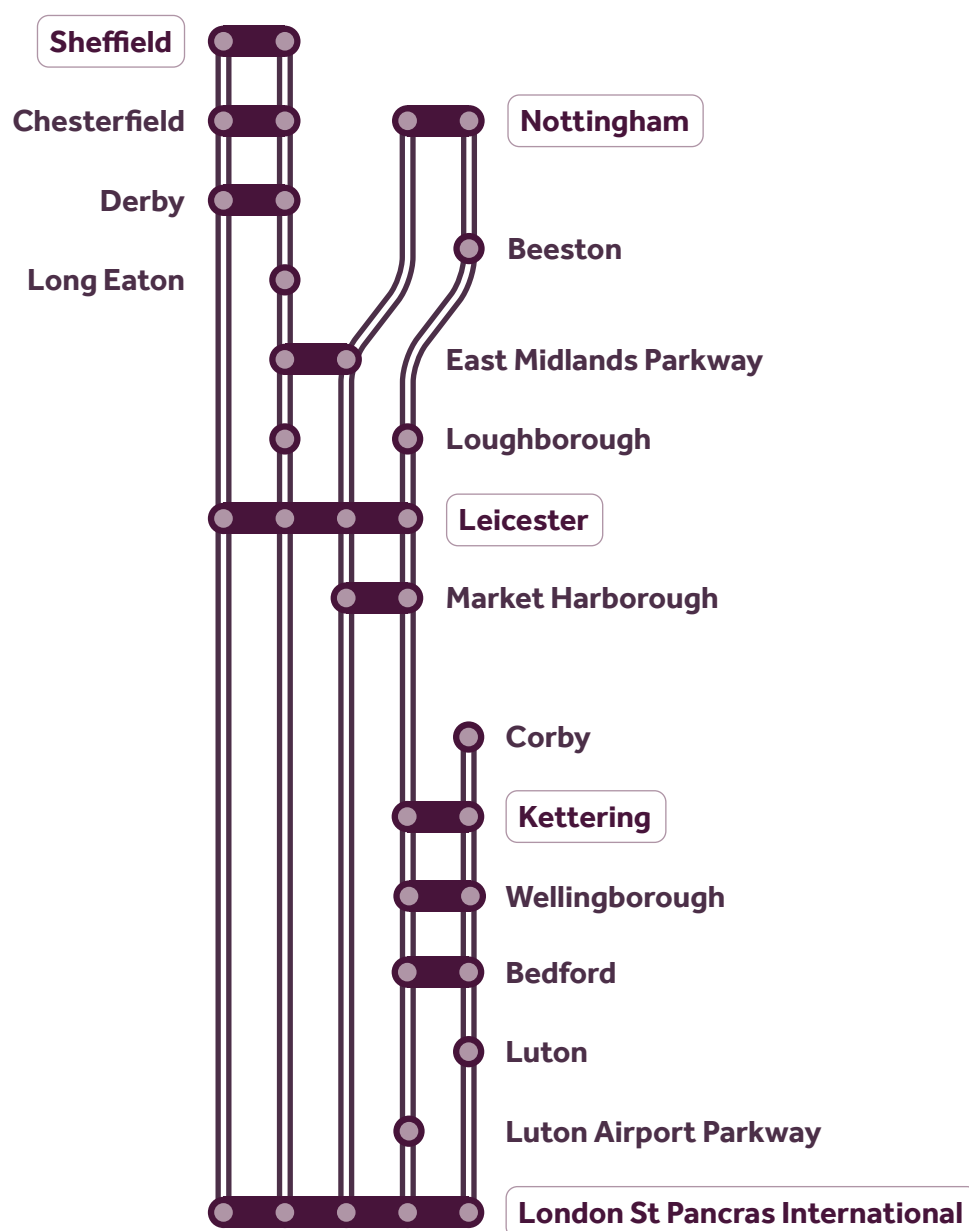 Sheffield
Chesterfield
Nottingham
Derby
Beeston
Long Eaton
East Midlands Parkway
Loughborough
Leicester
Market Harborough
Corby
Kettering
Wellingborough
Bedford
Luton
Luton Airport Parkway
London St Pancras International